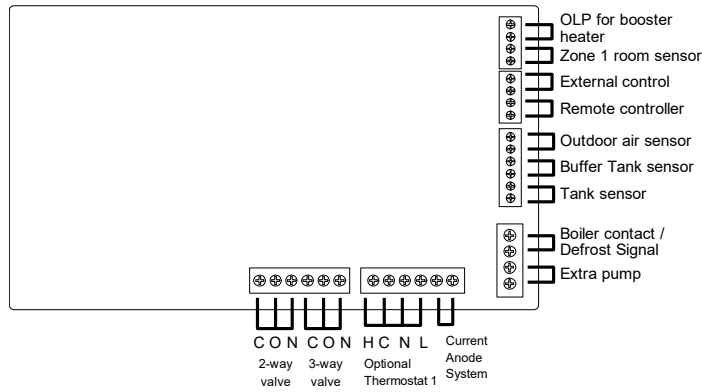 OLP for booster
heater
Zone 1 room sensor
External control
Remote controller
Outdoor air sensor
Buffer Tank sensor
Tank sensor
Boiler contact /
Defrost Signal
Extra pump
C O N C O N H C N L
2-way
valve
3-way
valve
Optional
Thermostat 1
Current
Anode
System